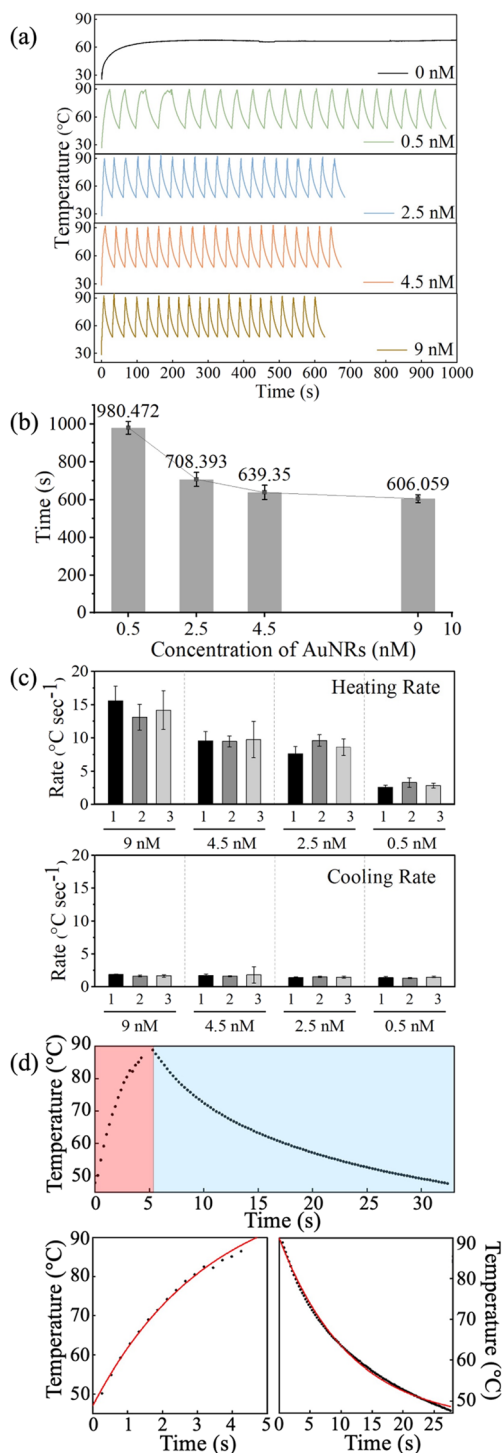 (a)
90
60
30
0 nM
90
60
30
0.5 nM
90
60
30
2.5 nM
90
60
30
4.5 nM
90
60
30
9 nM
Temperature (°C)
0 100 200 300 400 500 600 700 800 900 1000
Time (s)
(b)
1000
800
600
400
200
0
Time (s)
980.472
708.393
639.35
606.059
0.5 2.5 4.5 9 10
Concentration of AuNRs (nM)
(c)
Heating Rate
20
15
10
5
0
Rate (°C sec⁻¹)
1 2 3 1 2 3 1 2 3 1 2 3
9 nM 4.5 nM 2.5 nM 0.5 nM
Cooling Rate
20
15
10
5
0
Rate (°C sec⁻¹)
1 2 3 1 2 3 1 2 3 1 2 3
9 nM 4.5 nM 2.5 nM 0.5 nM
(d)
90
80
70
60
50
Temperature (°C)
0 5 10 15 20 25 30
Time (s)
90
80
70
60
50
Temperature (°C)
0 1 2 3 4 5
Time (s)
90
80
70
60
50
Temperature (°C)
0 5 10 15 20 25
Time (s)